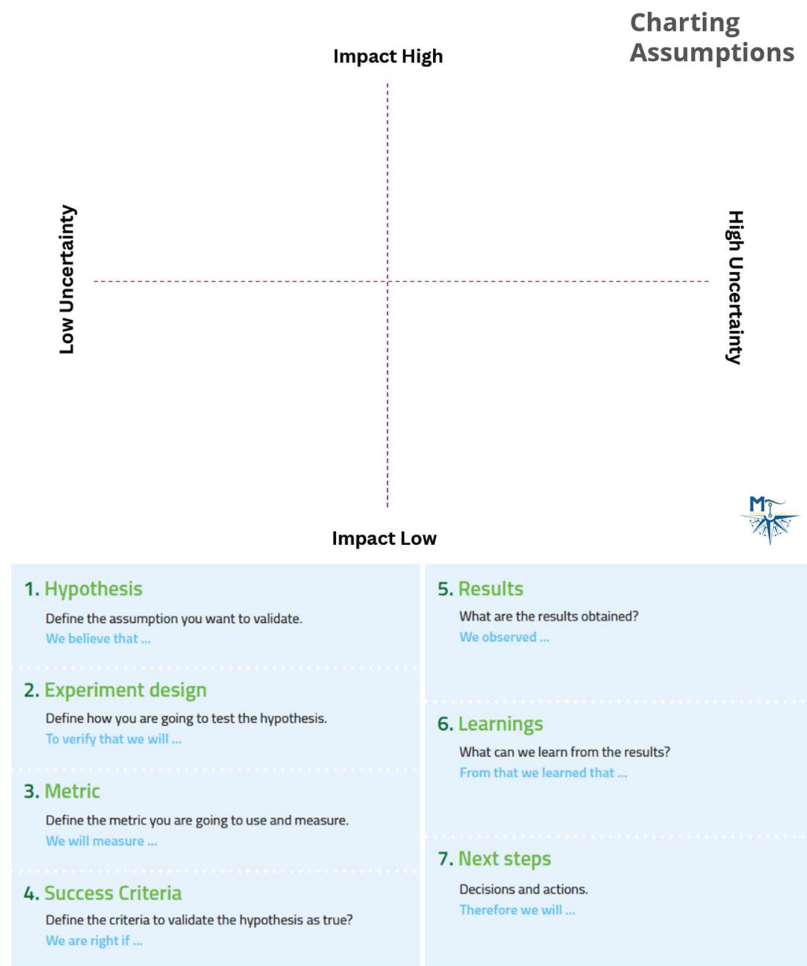 Charting
Assumptions
Impact High
Low Uncertainty
High Uncertainty
Impact Low
M
1. Hypothesis
Define the assumption you want to validate.
We believe that ...
2. Experiment design
Define how you are going to test the hypothesis.
To verify that we will ...
3. Metric
Define the metric you are going to use and measure.
We will measure ...
4. Success Criteria
Define the criteria to validate the hypothesis as true?
We are right if ...
5. Results
What are the results obtained?
We observed ...
6. Learnings
What can we learn from the results?
From that we learned that ...
7. Next steps
Decisions and actions.
Therefore we will ...